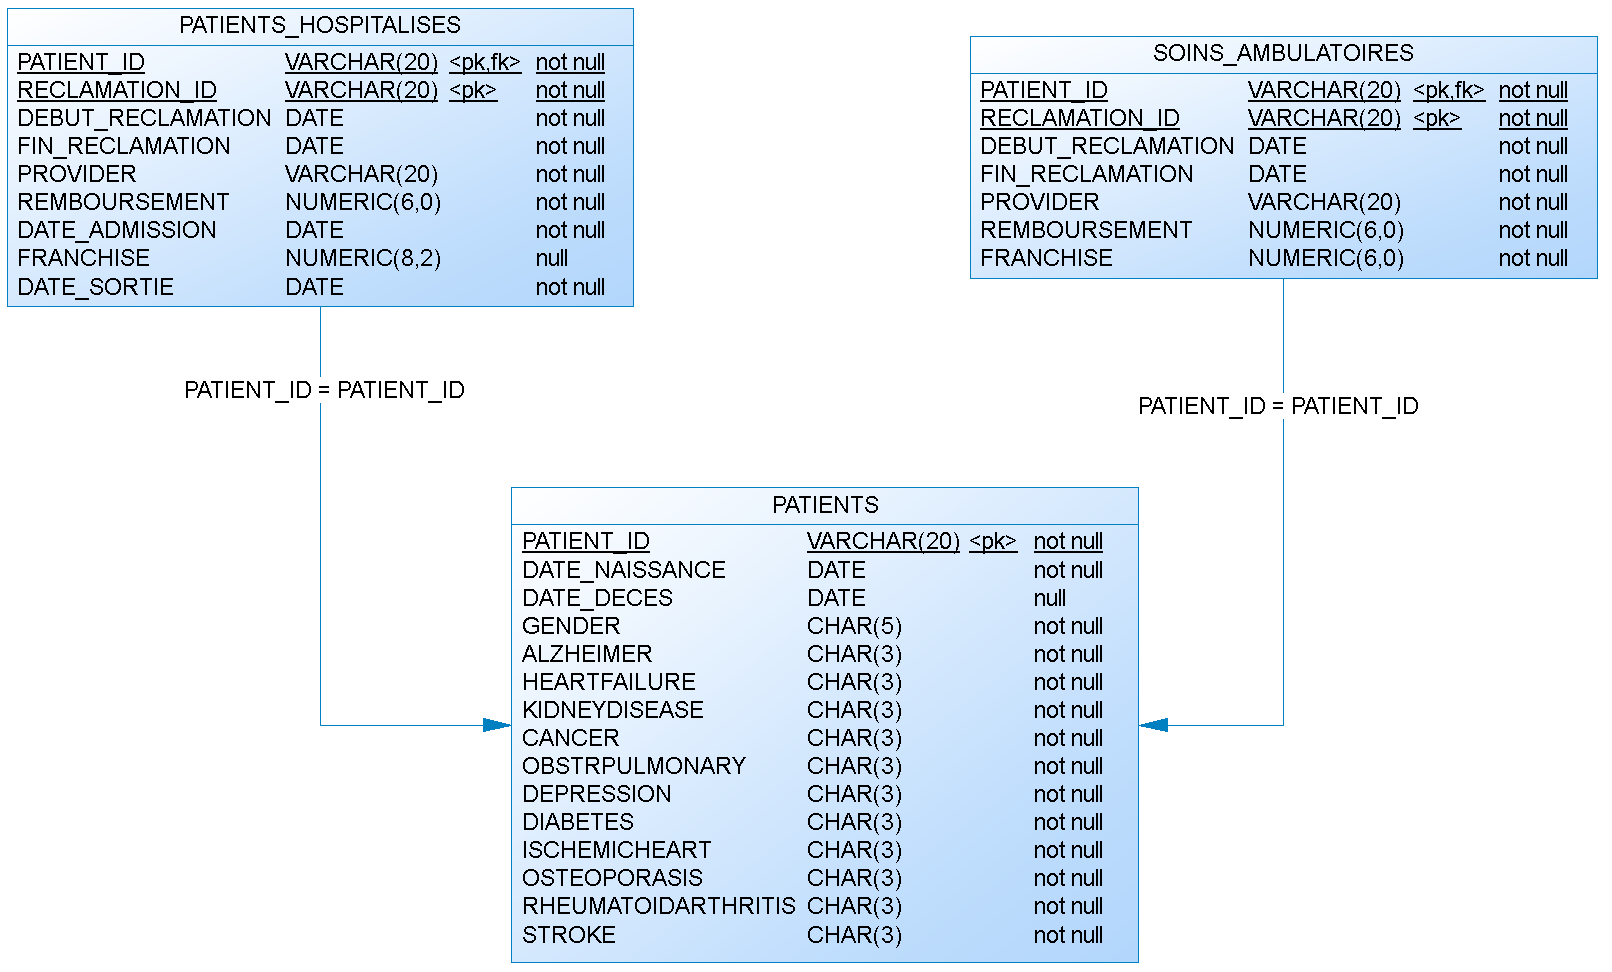 PATIENTS_HOSPITALISES
PATIENT_ID VARCHAR(20) <pk,fk> not null
RECLAMATION_ID VARCHAR(20) <pk> not null
DEBUT_RECLAMATION DATE not null
FIN_RECLAMATION DATE not null
PROVIDER VARCHAR(20) not null
REMBOURSEMENT NUMERIC(6,0) not null
DATE_ADMISSION DATE not null
FRANCHISE NUMERIC(8,2) null
DATE_SORTIE DATE not null
SOINS_AMBULATOIRES
PATIENT_ID VARCHAR(20) <pk,fk> not null
RECLAMATION_ID VARCHAR(20) <pk> not null
DEBUT_RECLAMATION DATE not null
FIN_RECLAMATION DATE not null
PROVIDER VARCHAR(20) not null
REMBOURSEMENT NUMERIC(6,0) not null
FRANCHISE NUMERIC(6,0) not null
PATIENT_ID = PATIENT_ID
PATIENT_ID = PATIENT_ID
PATIENTS
PATIENT_ID VARCHAR(20) <pk> not null
DATE_NAISSANCE DATE not null
DATE_DECES DATE null
GENDER CHAR(5) not null
ALZHEIMER CHAR(3) not null
HEARTFAILURE CHAR(3) not null
KIDNEYDISEASE CHAR(3) not null
CANCER CHAR(3) not null
OBSTRPULMONARY CHAR(3) not null
DEPRESSION CHAR(3) not null
DIABETES CHAR(3) not null
ISCHEMICHEART CHAR(3) not null
OSTEOPORASIS CHAR(3) not null
RHEUMATOIDARTHRITIS CHAR(3) not null
STROKE CHAR(3) not null